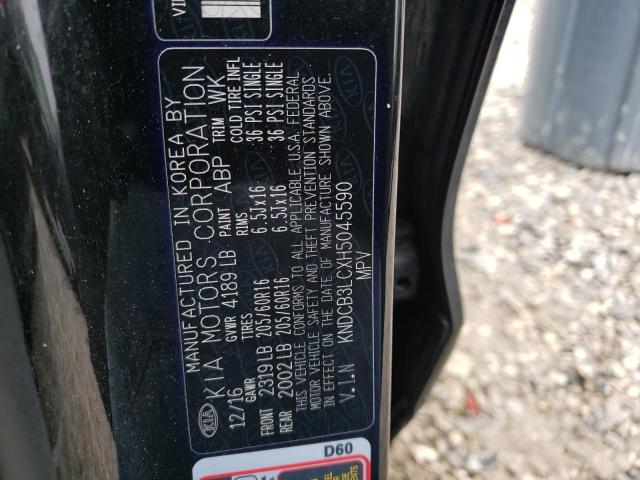 VI
MANUFACTURED IN KOREA BY
KIA MOTORS CORPORATION
12/16 GVWR 4189 LB PAINT ABP TRIM WK
GAWR TIRES RIMS COLD TIRE INFL
FRONT 2319 LB 205/60R16 6.5Jx16 36 PSI SINGLE
REAR 2002 LB 205/60R16 6.5Jx16 36 PSI SINGLE
THIS VEHICLE CONFORMS TO ALL APPLICABLE U.S.A. FEDERAL
MOTOR VEHICLE SAFETY AND THEFT PREVENTION STANDARDS
IN EFFECT ON THE DATE OF MANUFACTURE SHOWN ABOVE.
V.I.N KNDCB3LCXH5045590
MPV
D60